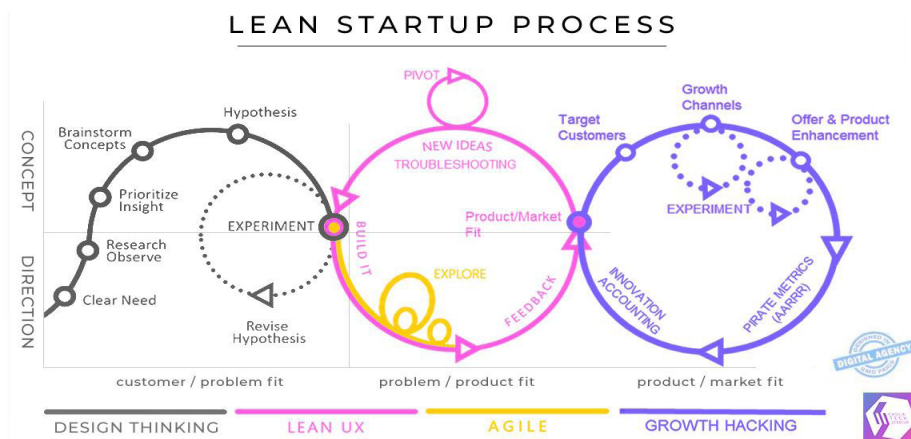 LEAN STARTUP PROCESS
CONCEPT
DIRECTION
Clear Need
Research
Observe
Prioritize
Insight
Brainstorm
Concepts
Hypothesis
EXPERIMENT
Revise
Hypothesis
PIVOT
NEW IDEAS
TROUBLESHOOTING
BUILD IT
EXPLORE
FEEDBACK
Product/Market
Fit
Target
Customers
Growth
Channels
Offer & Product
Enhancement
EXPERIMENT
INNOVATION
ACCOUNTING
PIRATE METRICS
(AARRR)
DIGITAL AGENCY
customer / problem fit
problem / product fit
product / market fit
DESIGN THINKING
LEAN UX
AGILE
GROWTH HACKING